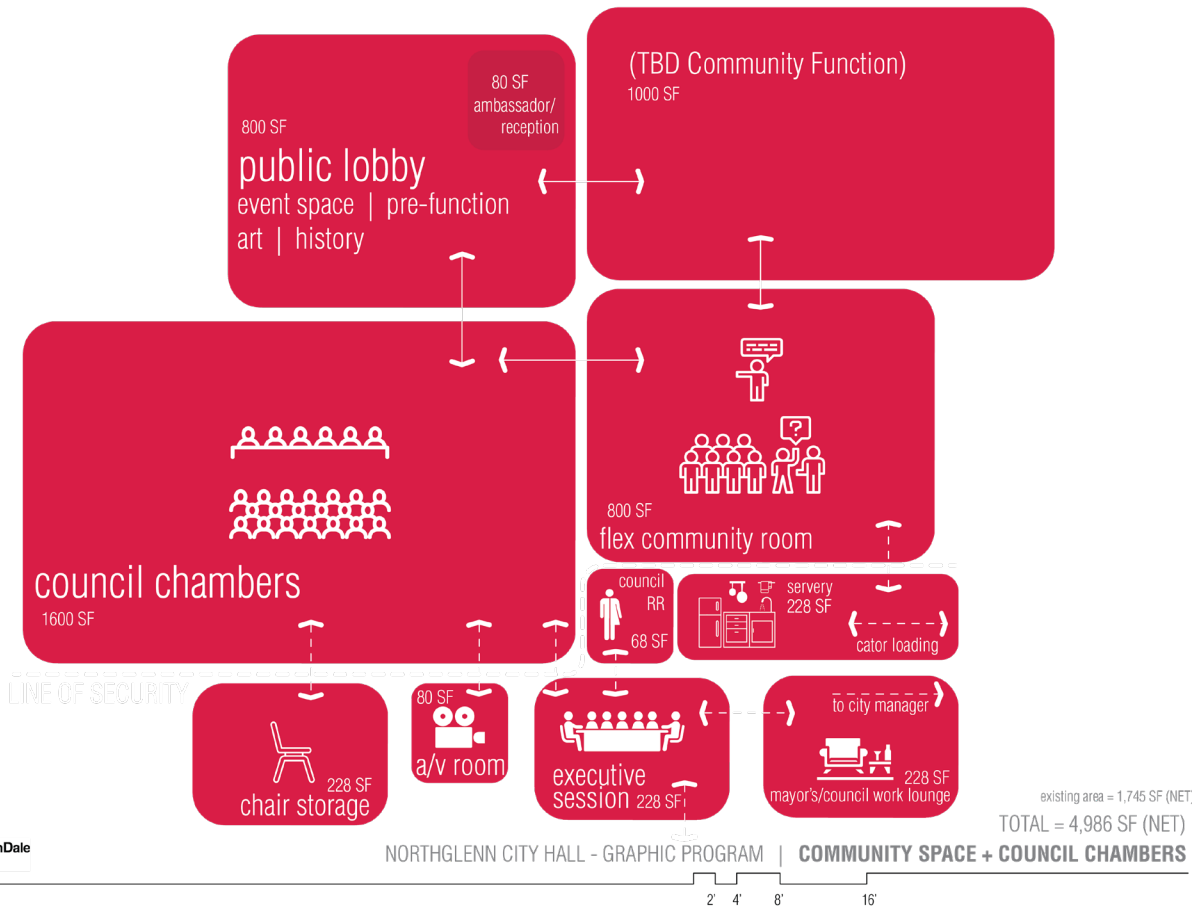 (TBD Community Function)
1000 SF
80 SF
ambassador/
reception
800 SF
public lobby
event space | pre-function
art | history
?
800 SF
flex community room
council chambers
1600 SF
council
RR
68 SF
servery
228 SF
cator loading
LINE OF SECURITY
228 SF
chair storage
80 SF
a/v room
executive
session 228 SF
to city manager
228 SF
mayor's/council work lounge
existing area = 1,745 SF (NET)
TOTAL = 4,986 SF (NET)
nDale
NORTHGLENN CITY HALL - GRAPHIC PROGRAM | COMMUNITY SPACE + COUNCIL CHAMBERS
2' 4' 8' 16'